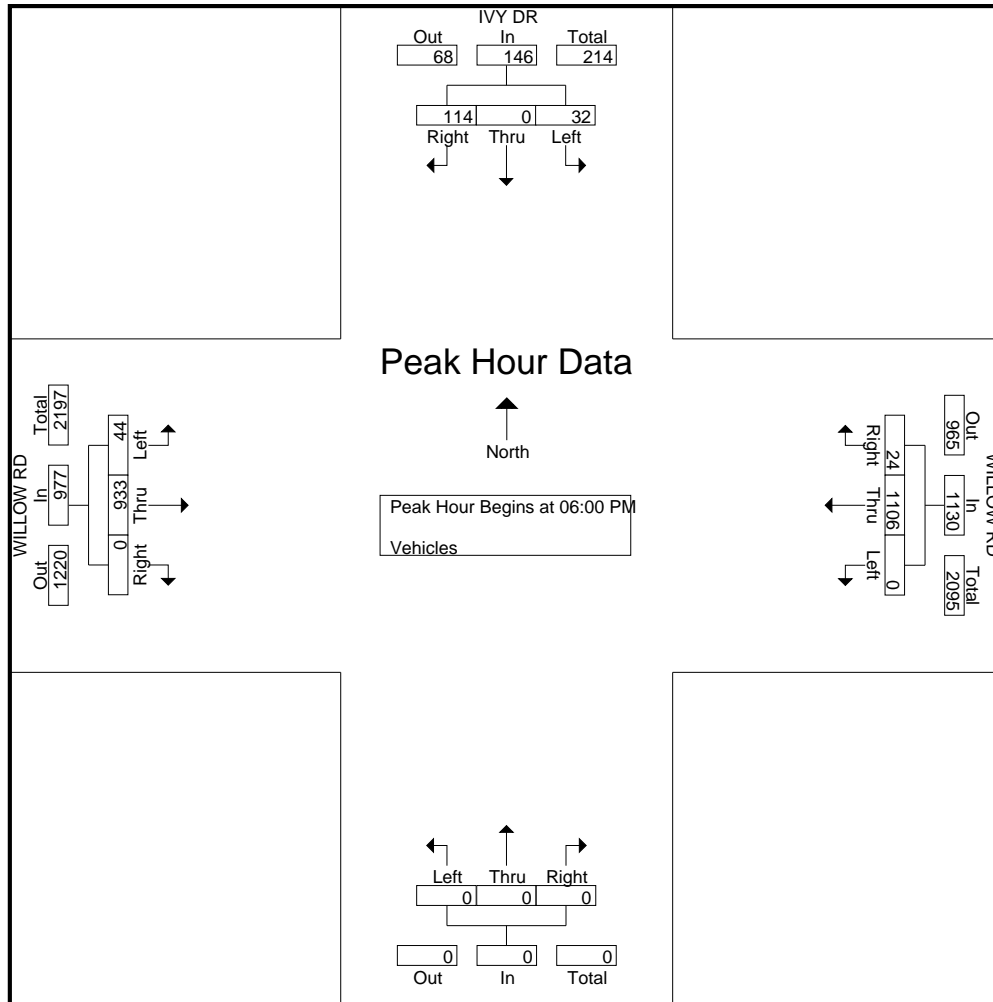 IVY DR
Out In Total
68 146 214
114 0 32
Right Thru Left
Peak Hour Data
North
Peak Hour Begins at 06:00 PM
Vehicles
WILLOW RD
Total In Out
2197 977 1220
44 933 0
Left Thru Right
WILLOW RD
Out In Total
965 1130 2095
24 1106 0
Right Thru Left
Left Thru Right
0 0 0
0 0 0
Out In Total